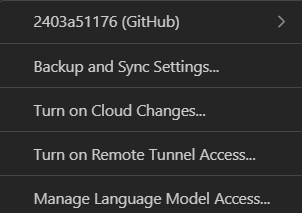 2403a51176 (GitHub)
Backup and Sync Settings...
Turn on Cloud Changes...
Turn on Remote Tunnel Access...
Manage Language Model Access...